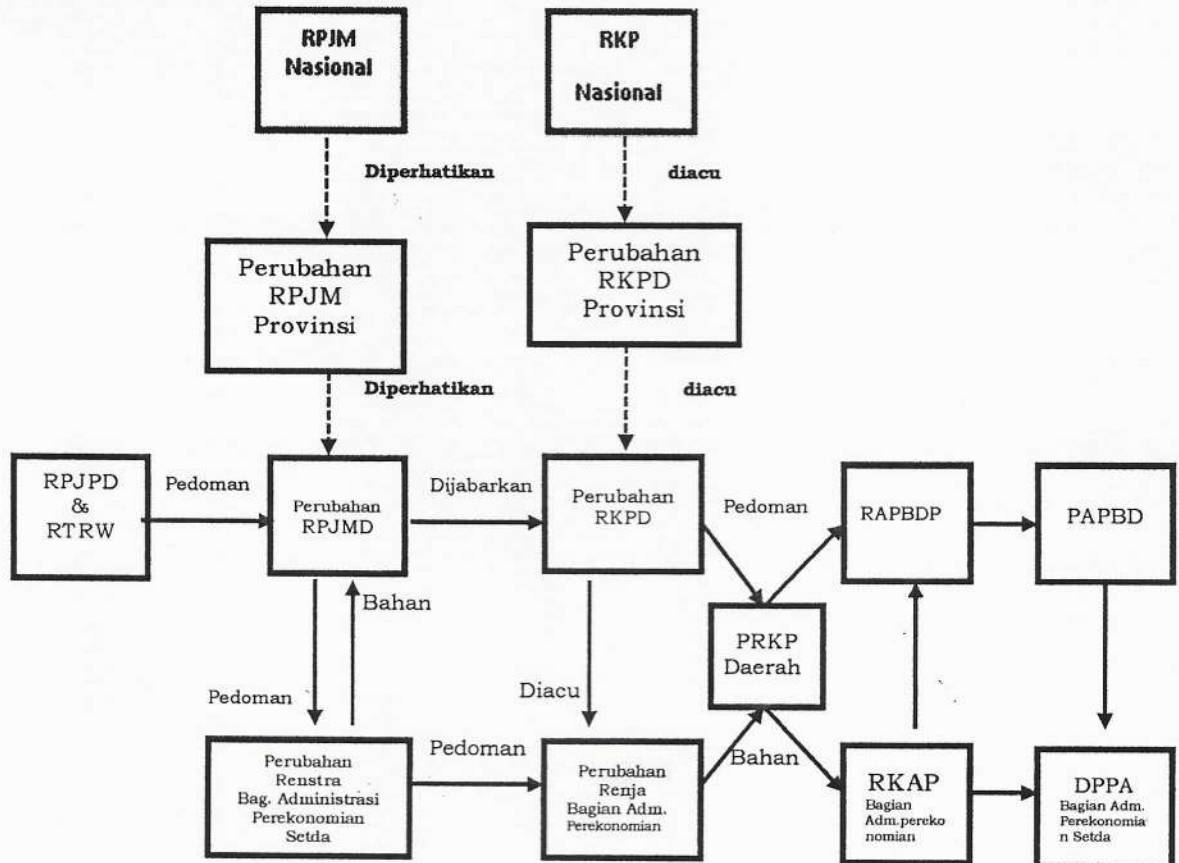 RPJM
Nasional
RKP
Nasional
Diperhatikan
diacu
Perubahan
RPJM
Provinsi
Perubahan
RKPD
Provinsi
Diperhatikan
diacu
RPJPD
&
RTRW
Pedoman
Perubahan
RPJMD
Dijabarkan
Perubahan
RKPD
Pedoman
RAPBDP
PAPBD
Bahan
PRKP
Daerah
Pedoman
Diacu
Perubahan
Renstra
Bag. Administrasi
Perekonomian
Setda
Pedoman
Perubahan
Renja
Bagian Adm.
Perekonomian
Bahan
RKAP
Bagian
Adm.pereko
nomian
DPPA
Bagian Adm.
Perekonomia
n Setda